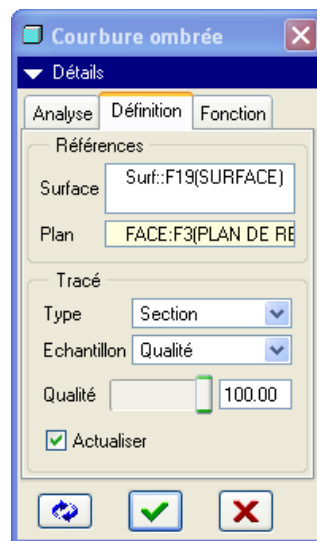 Courbure ombrée
Détails
Analyse Définition Fonction
Références
Surface Surf::F19(SURFACE)
Plan FACE:F3(PLAN DE RE
Tracé
Type Section
Echantillon Qualité
Qualité 100.00
Actualiser